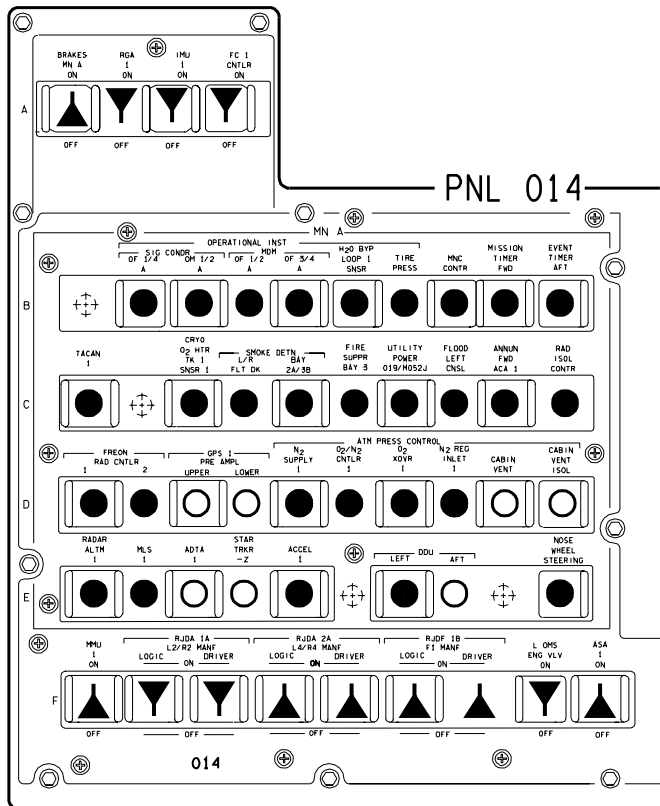 BRAKES RGA IMU FC 1
MN A 1 1 CNTLR
ON ON ON ON
A
OFF OFF OFF OFF
PNL 014
MN A
OPERATIONAL INST
SIG CONDR MDM H2O BYP MISSION EVENT
OF 1/4 OM 1/2 OF 1/2 OF 3/4 LOOP 1 TIRE MNC TIMER TIMER
A A A A SNSR PRESS CONTR FWD AFT
B
CRYO
TACAN O2 HTR SMOKE DETN FIRE UTILITY FLOOD ANNUN RAD
1 TK 1 L/R BAY SUPPR POWER LEFT FWD ISOL
SNSR 1 FLT DK 2A/3B BAY 3 019/M052J CNSL ACA 1 CONTR
C
ATM PRESS CONTROL
FREON GPS 1 N2 O2/N2 O2 N2 REG CABIN
RAD CNTLR PRE AMPL SUPPLY CNTLR XOVR INLET CABIN VENT
1 2 UPPER LOWER 1 1 1 1 VENT ISOL
D
RADAR STAR NOSE
ALTM MLS ADTA TRKR ACCEL DDU WHEEL
1 1 1 -Z 1 LEFT AFT STEERING
E
MMU RJDA 1A RJDA 2A RJDF 1B L OMS ASA
1 L2/R2 MANF L4/R4 MANF F1 MANF ENG VLV 1
ON LOGIC ON DRIVER LOGIC ON DRIVER LOGIC ON DRIVER ON ON
F
OFF OFF OFF OFF OFF OFF
014